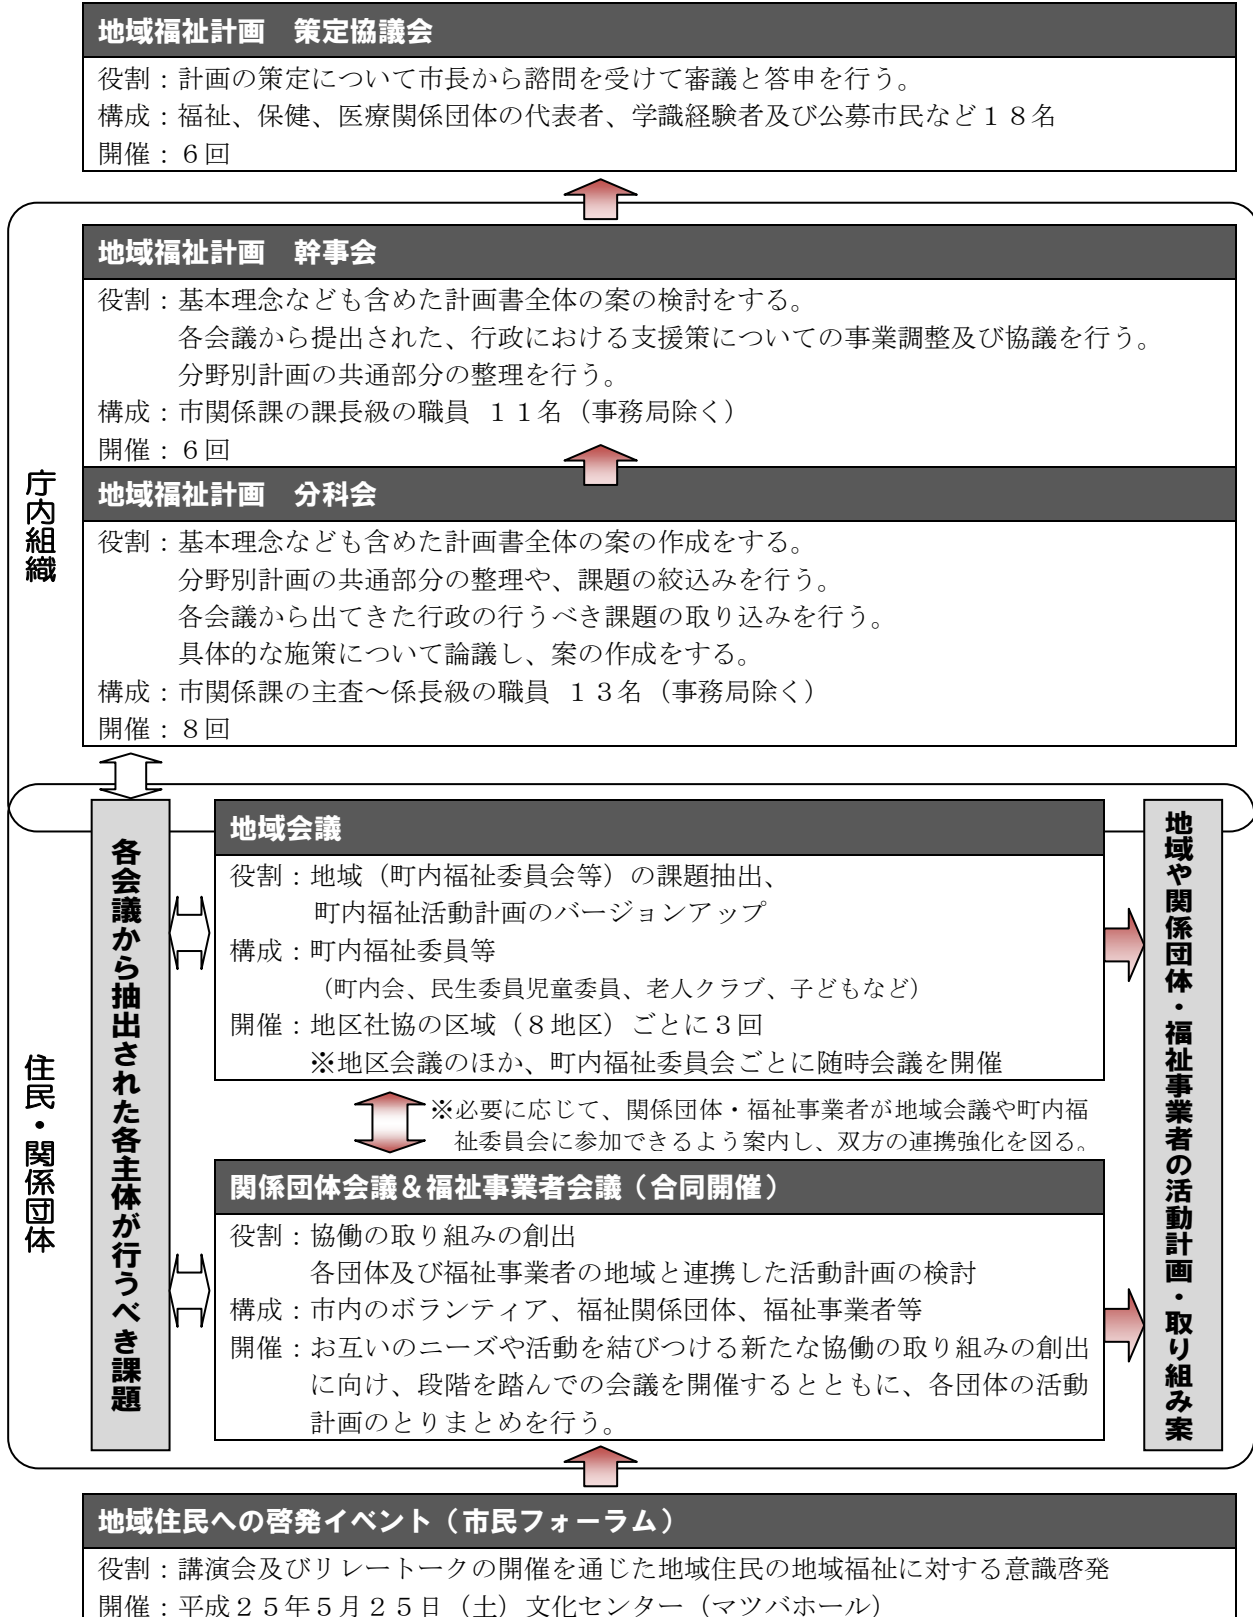 地域福祉計画　策定協議会
役割：計画の策定について市長から諮問を受けて審議と答申を行う。
構成：福祉、保健、医療関係団体の代表者、学識経験者及び公募市民など１８名
開催：６回
庁内組織
地域福祉計画　幹事会
役割：基本理念なども含めた計画書全体の案の検討をする。
各会議から提出された、行政における支援策についての事業調整及び協議を行う。
分野別計画の共通部分の整理を行う。
構成：市関係課の課長級の職員　１１名（事務局除く）
開催：６回
地域福祉計画　分科会
役割：基本理念なども含めた計画書全体の案の作成をする。
分野別計画の共通部分の整理や、課題の絞込みを行う。
各会議から出てきた行政の行うべき課題の取り込みを行う。
具体的な施策について論議し、案の作成をする。
構成：市関係課の主査～係長級の職員　１３名（事務局除く）
開催：８回
住民・関係団体
各会議から抽出された各主体が行うべき課題
地域会議
役割：地域（町内福祉委員会等）の課題抽出、
町内福祉活動計画のバージョンアップ
構成：町内福祉委員等
（町内会、民生委員児童委員、老人クラブ、子どもなど）
開催：地区社協の区域（８地区）ごとに３回
※地区会議のほか、町内福祉委員会ごとに随時会議を開催
※必要に応じて、関係団体・福祉事業者が地域会議や町内福
祉委員会に参加できるよう案内し、双方の連携強化を図る。
関係団体会議＆福祉事業者会議（合同開催）
役割：協働の取り組みの創出
各団体及び福祉事業者の地域と連携した活動計画の検討
構成：市内のボランティア、福祉関係団体、福祉事業者等
開催：お互いのニーズや活動を結びつける新たな協働の取り組みの創出
に向け、段階を踏んでの会議を開催するとともに、各団体の活動
計画のとりまとめを行う。
地域や関係団体・福祉事業者の活動計画・取り組み案
地域住民への啓発イベント（市民フォーラム）
役割：講演会及びリレートークの開催を通じた地域住民の地域福祉に対する意識啓発
開催：平成２５年５月２５日（土）文化センター（マツバホール）